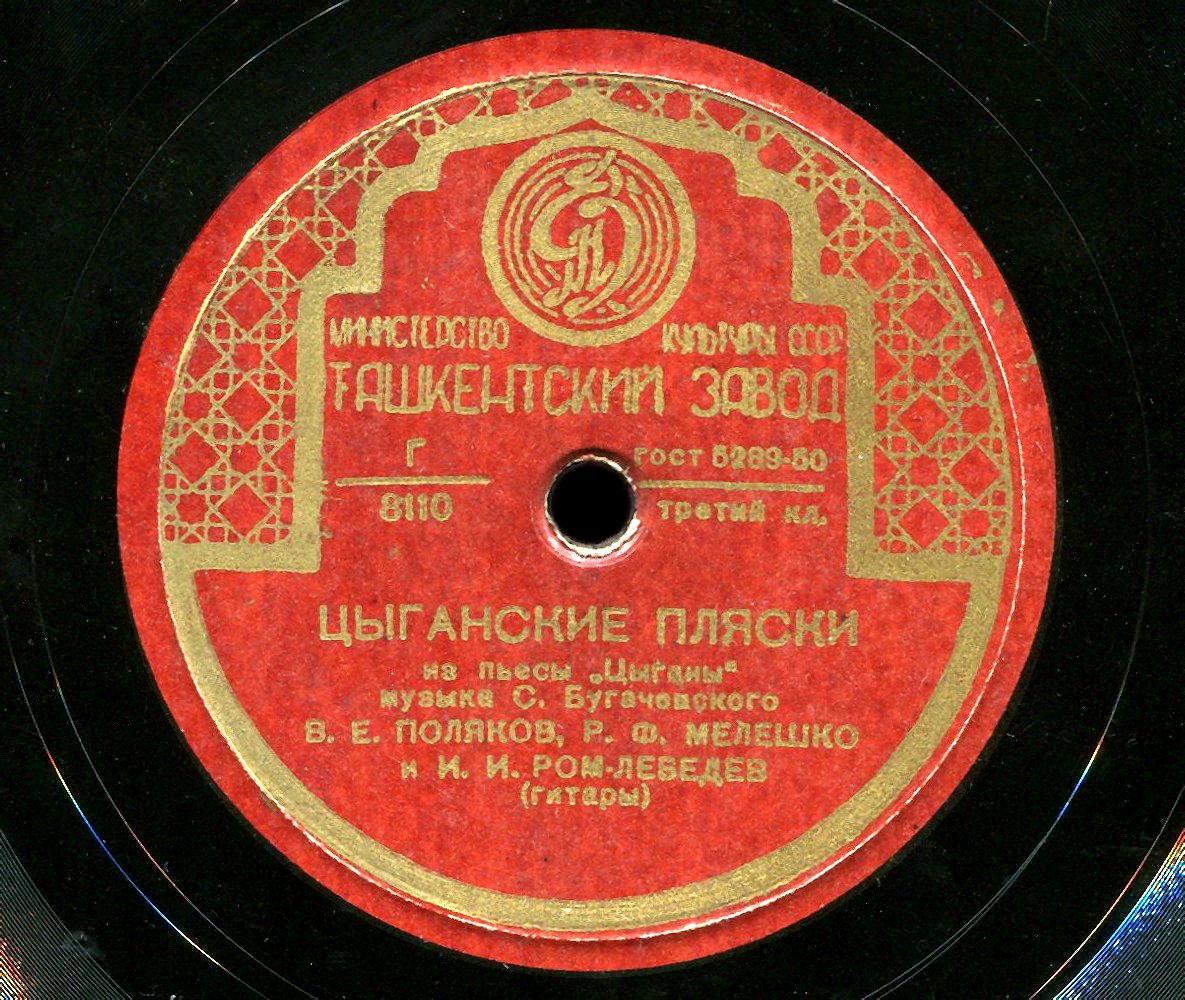 МИНИСТЕРСТВО КУЛЬТУРЫ СССР
ТАШКЕНТСКИЙ ЗАВОД
Г
8110
ГОСТ 5289-50
третий кл.
ЦЫГАНСКИЕ ПЛЯСКИ
из пьесы „Цыганы“
музыка С. Бугачевского
В. Е. ПОЛЯКОВ, Р. Ф. МЕЛЕШКО
и И. И. РОМ-ЛЕБЕДЕВ
(гитары)